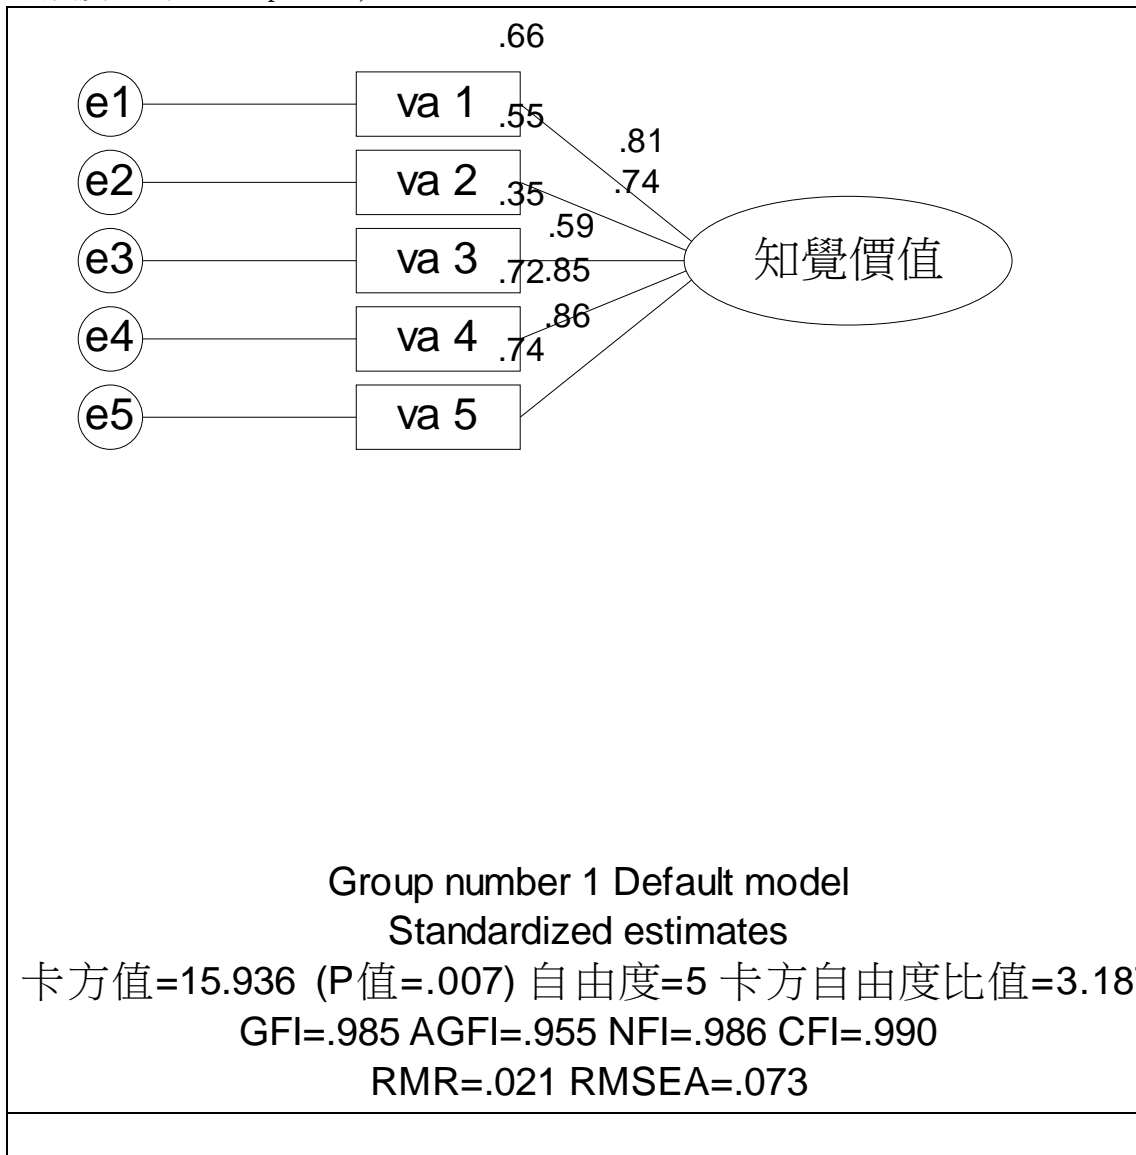 .66
e1 va 1
.55
.81
e2 va 2
.35
.74
.59
e3 va 3
.72
.85
知覺價值
e4 va 4
.86
.74
e5 va 5
Group number 1 Default model
Standardized estimates
卡方值=15.936 (P值=.007) 自由度=5 卡方自由度比值=3.18
GFI=.985 AGFI=.955 NFI=.986 CFI=.990
RMR=.021 RMSEA=.073